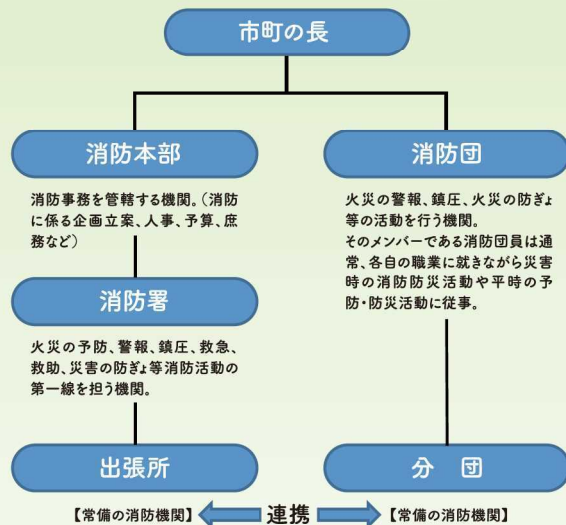 市町の長
消防本部
消防事務を管轄する機関。(消防
に係る企画立案、人事、予算、庶
務など)
消防署
火災の予防、警報、鎮圧、救急、
救助、災害の防ぎょ等消防活動の
第一線を担う機関。
出張所
【常備の消防機関】
消防団
火災の警報、鎮圧、火災の防ぎょ
等の活動を行う機関。
そのメンバーである消防団員は通
常、各自の職業に就きながら災害
時の消防防災活動や平時の予
防・防災活動に従事。
分　団
連携
【常備の消防機関】